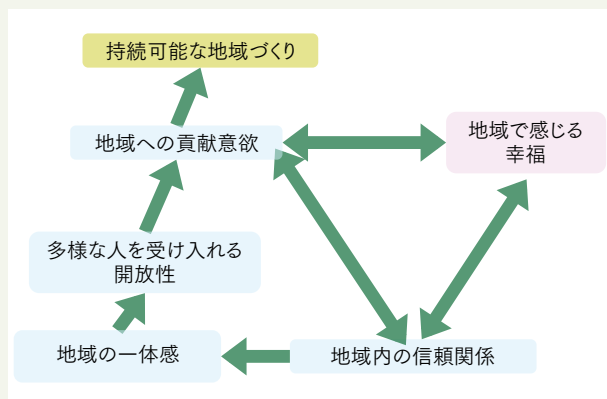 持続可能な地域づくり
地域への貢献意欲
地域で感じる
幸福
多様な人を受け入れる
開放性
地域の一体感
地域内の信頼関係